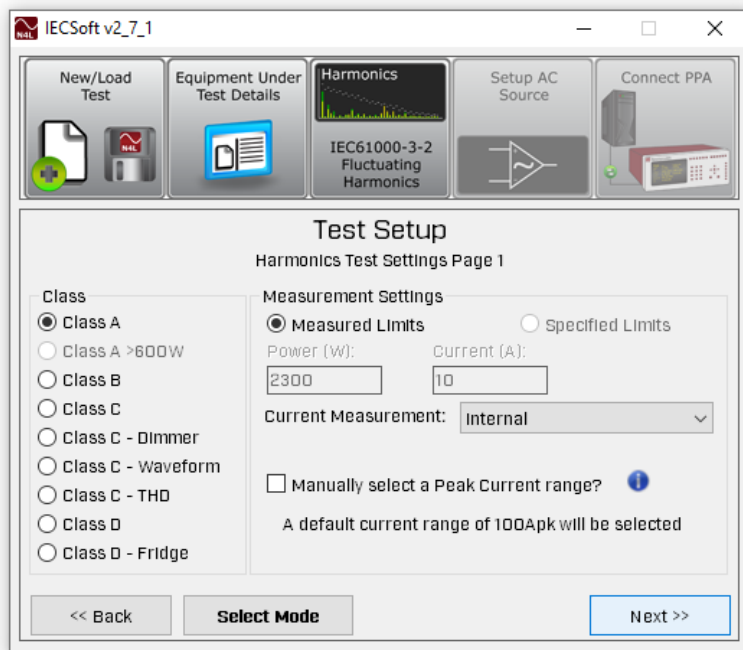 N4L IECSoft v2_7_1
New/Load
Test
N4L
Equipment Under
Test Details
Harmonics
IEC61000-3-2
Fluctuating
Harmonics
Setup AC
Source
Connect PPA
Test Setup
Harmonics Test Settings Page 1
Class
Class A
Class A >600W
Class B
Class C
Class C - Dimmer
Class C - Waveform
Class C - THD
Class D
Class D - Fridge
Measurement Settings
Measured Limits
Specified Limits
Power (W):
Current (A):
2300
10
Current Measurement:
Internal
Manually select a Peak Current range?
A default current range of 100Apk will be selected
<< Back
Select Mode
Next >>